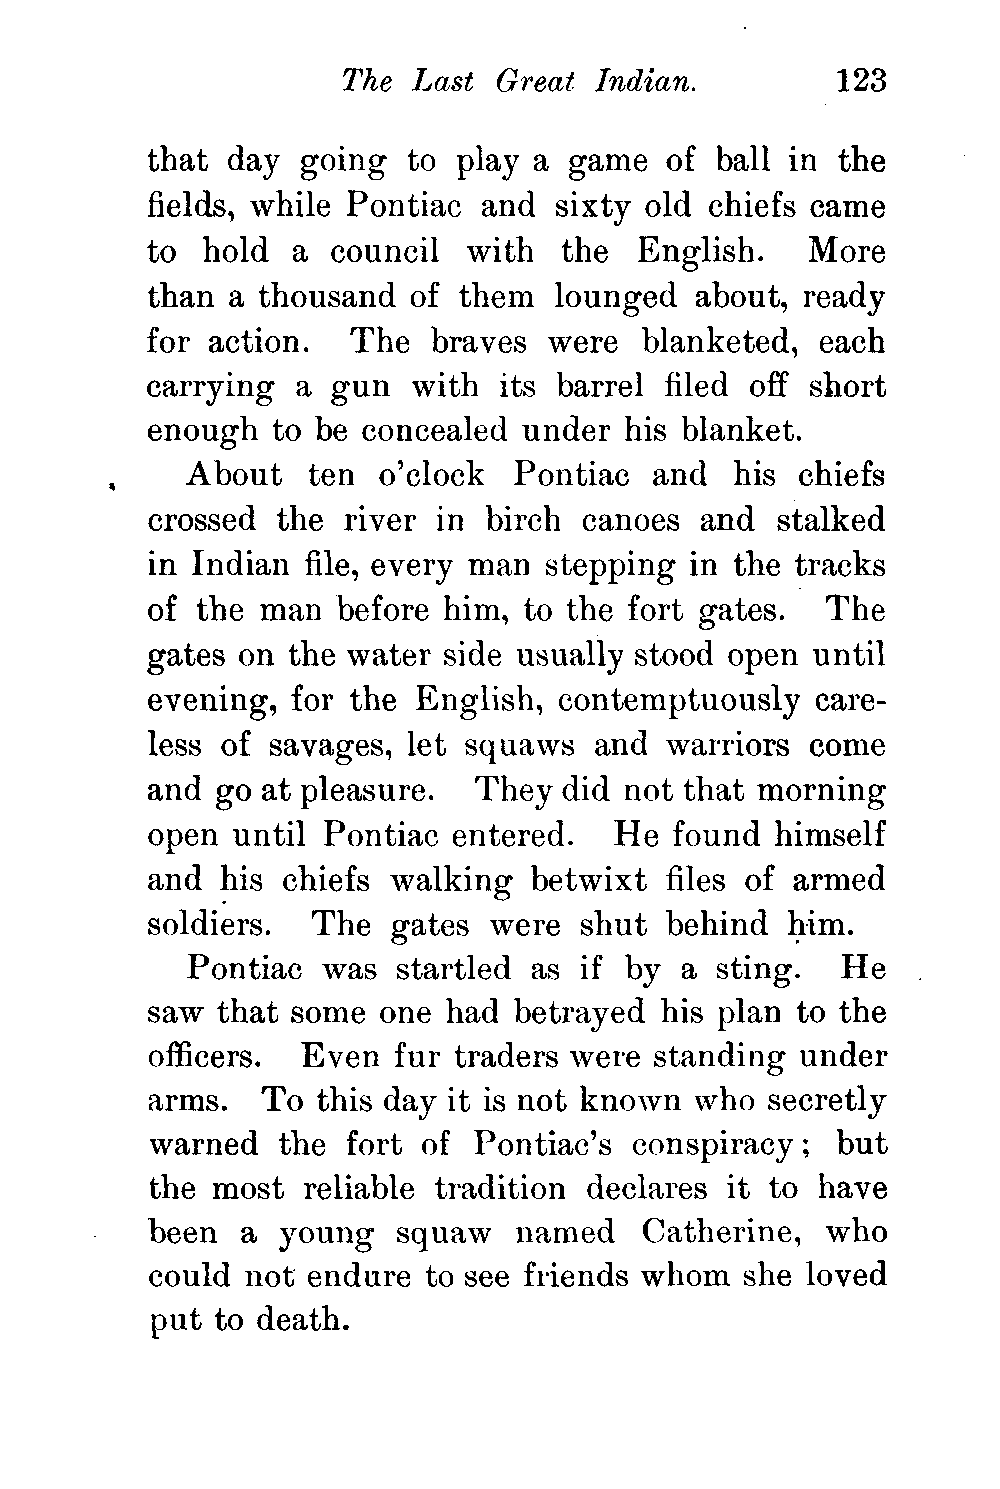 The Last Great Indian. 123
that day going to play a game of ball in the
fields, while Pontiac and sixty old chiefs came
to hold a council with the English. More
than a thousand of them lounged about, ready
for action. The braves were blanketed, each
carrying a gun with its barrel filed off short
enough to be concealed under his blanket.
About ten o'clock Pontiac and his chiefs
crossed the river in birch canoes and stalked
in Indian file, every man stepping in the tracks
of the man before him, to the fort gates. The
gates on the water side usually stood open until
evening, for the English, contemptuously care-
less of savages, let squaws and warriors come
and go at pleasure. They did not that morning
open until Pontiac entered. He found himself
and his chiefs walking betwixt files of armed
soldiers. The gates were shut behind him.
Pontiac was startled as if by a sting. He
saw that some one had betrayed his plan to the
officers. Even fur traders were standing under
arms. To this day it is not known who secretly
warned the fort of Pontiac's conspiracy; but
the most reliable tradition declares it to have
been a young squaw named Catherine, who
could not endure to see friends whom she loved
put to death.